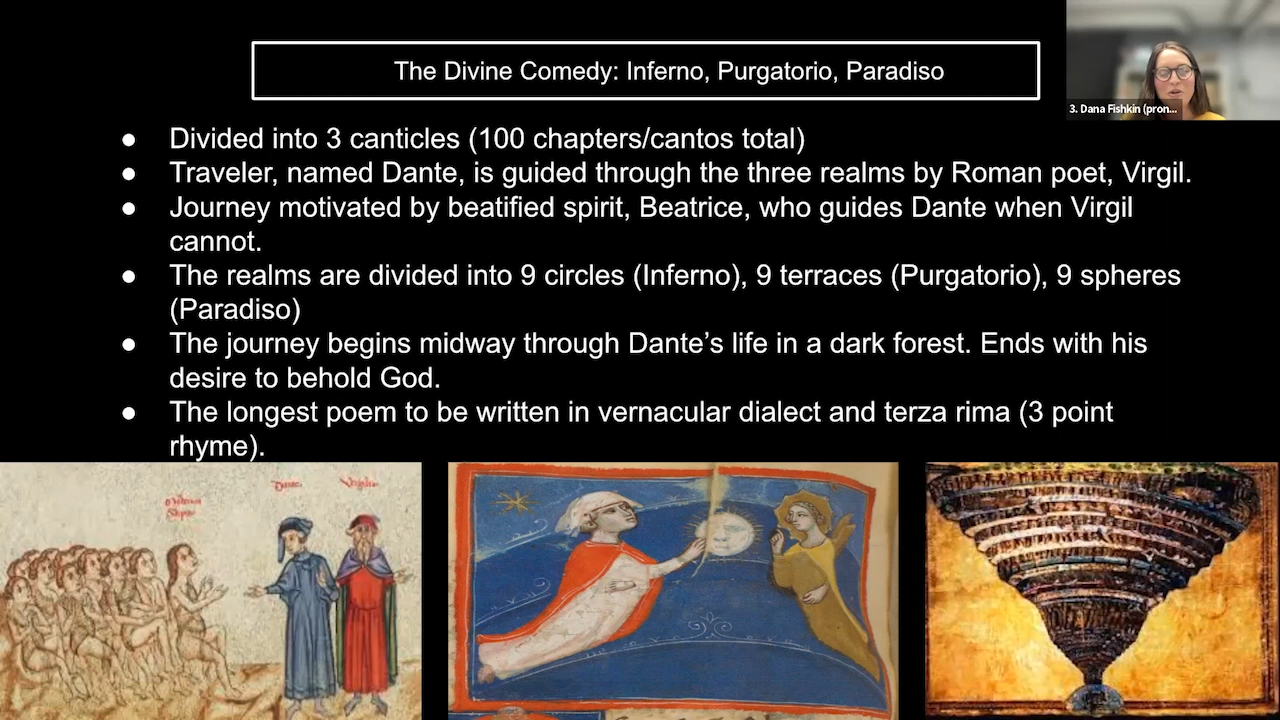 The Divine Comedy: Inferno, Purgatorio, Paradiso
3. Dana Fishkin (pron...
● Divided into 3 canticles (100 chapters/cantos total)
● Traveler, named Dante, is guided through the three realms by Roman poet, Virgil.
● Journey motivated by beatified spirit, Beatrice, who guides Dante when Virgil
cannot.
● The realms are divided into 9 circles (Inferno), 9 terraces (Purgatorio), 9 spheres
(Paradiso)
● The journey begins midway through Dante’s life in a dark forest. Ends with his
desire to behold God.
● The longest poem to be written in vernacular dialect and terza rima (3 point
rhyme).